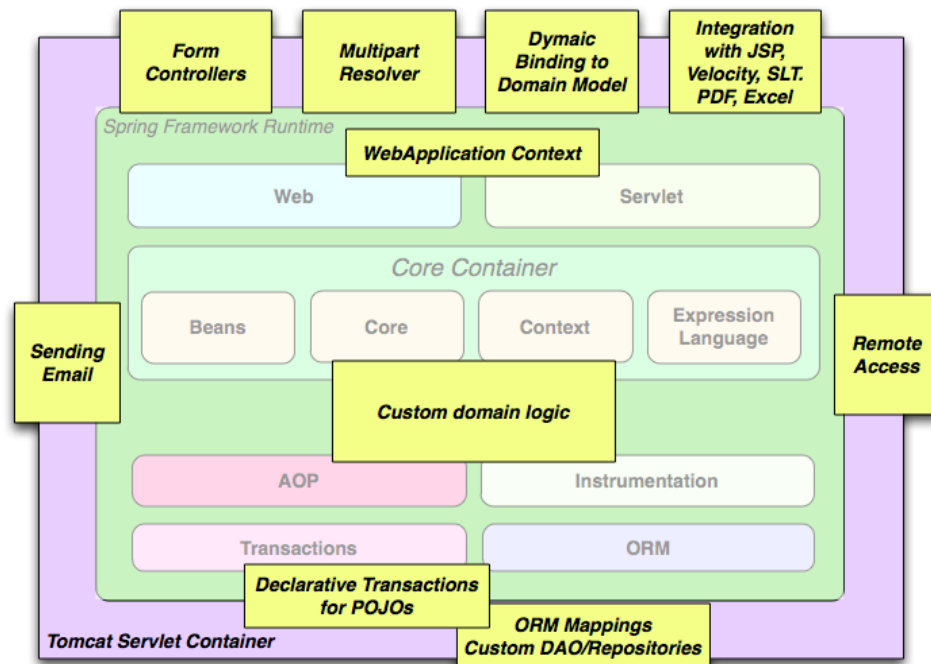 Form
Controllers
Multipart
Resolver
Dymaic
Binding to
Domain Model
Integration
with JSP,
Velocity, SLT.
PDF, Excel
Spring Framework Runtime
WebApplication Context
Web
Servlet
Core Container
Beans
Core
Context
Expression
Language
Sending
Email
Remote
Access
Custom domain logic
AOP
Instrumentation
Transactions
ORM
Declarative Transactions
for POJOs
ORM Mappings
Custom DAO/Repositories
Tomcat Servlet Container